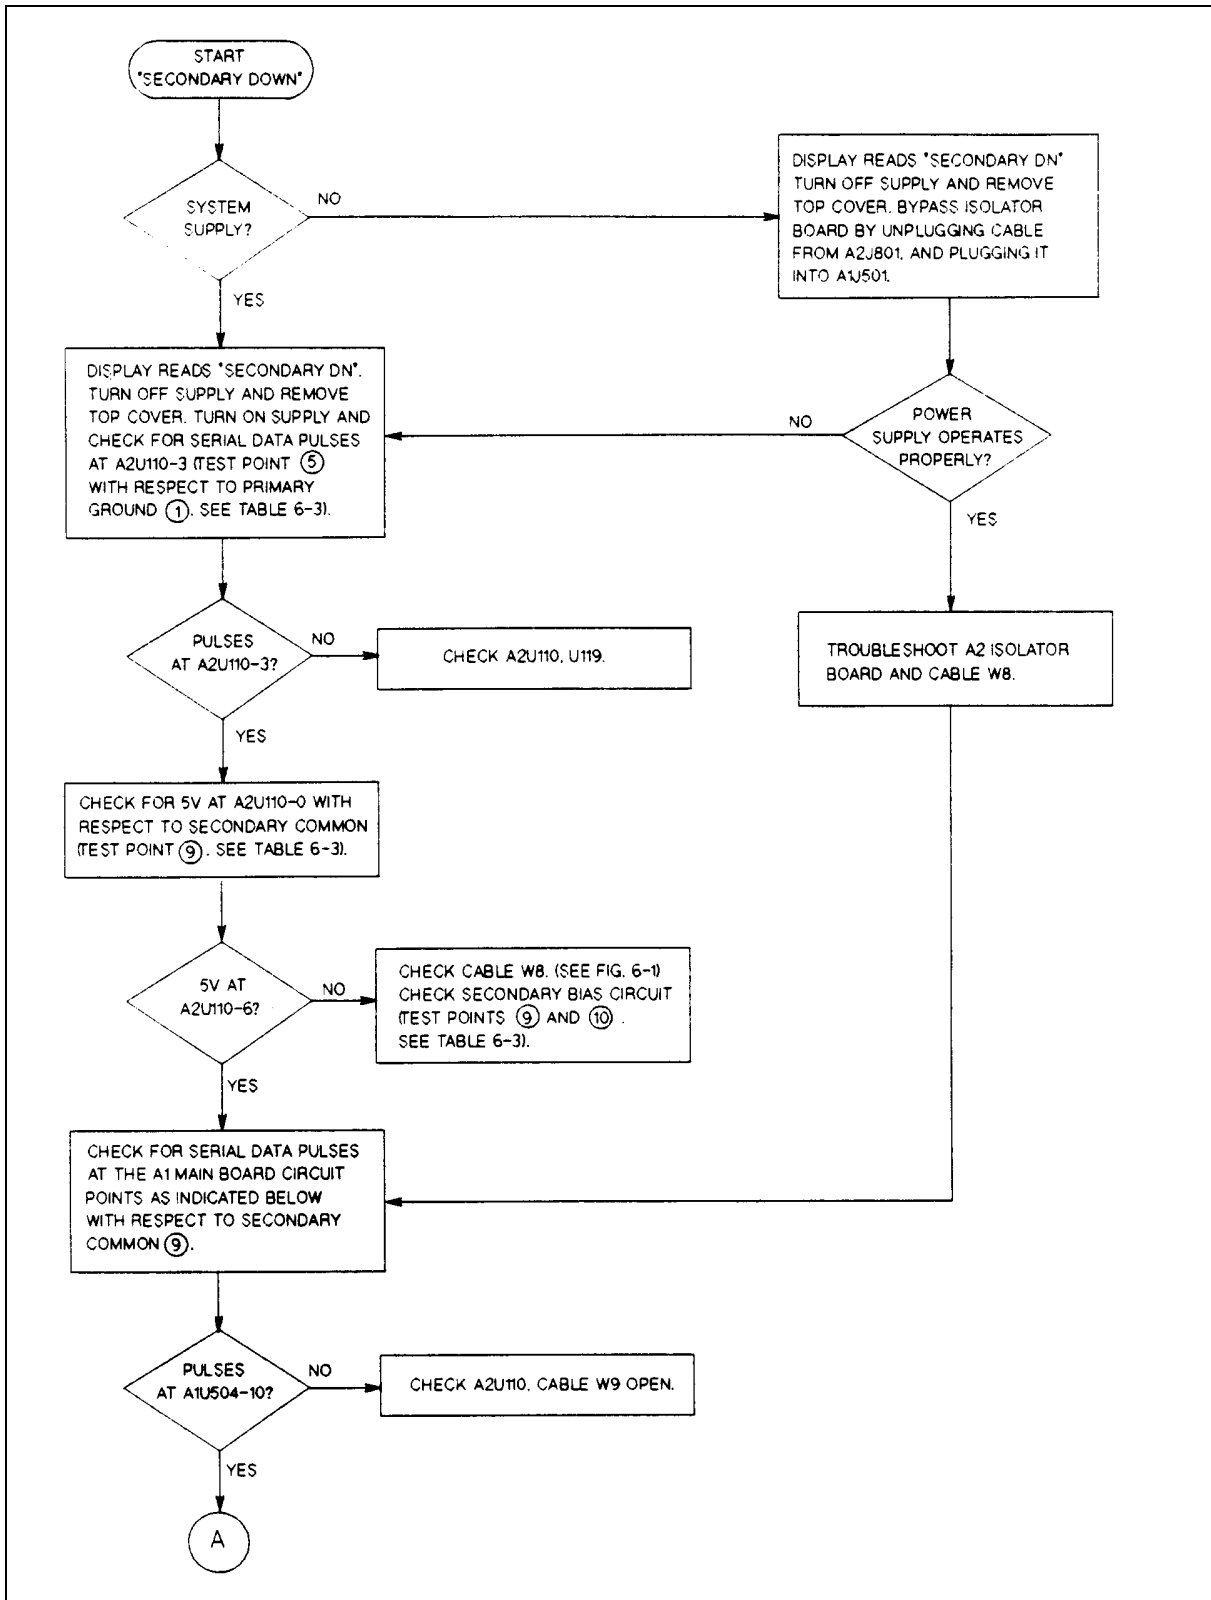 START
"SECONDARY DOWN"
SYSTEM
SUPPLY?
NO
YES
DISPLAY READS "SECONDARY DN"
TURN OFF SUPPLY AND REMOVE
TOP COVER. BYPASS ISOLATOR
BOARD BY UNPLUGGING CABLE
FROM A2J801, AND PLUGGING IT
INTO A1J501.
DISPLAY READS "SECONDARY DN".
TURN OFF SUPPLY AND REMOVE
TOP COVER. TURN ON SUPPLY AND
CHECK FOR SERIAL DATA PULSES
AT A2U110-3 (TEST POINT 5
WITH RESPECT TO PRIMARY
GROUND 1. SEE TABLE 6-3).
NO
POWER
SUPPLY OPERATES
PROPERLY?
YES
PULSES
AT A2U110-3?
NO
CHECK A2U110, U119.
YES
TROUBLESHOOT A2 ISOLATOR
BOARD AND CABLE W8.
CHECK FOR 5V AT A2U110-0 WITH
RESPECT TO SECONDARY COMMON
(TEST POINT 9. SEE TABLE 6-3).
5V AT
A2U110-6?
NO
CHECK CABLE W8. (SEE FIG. 6-1)
CHECK SECONDARY BIAS CIRCUIT
(TEST POINTS 9 AND 10.
SEE TABLE 6-3).
YES
CHECK FOR SERIAL DATA PULSES
AT THE A1 MAIN BOARD CIRCUIT
POINTS AS INDICATED BELOW
WITH RESPECT TO SECONDARY
COMMON 9.
PULSES
AT A1U504-10?
NO
CHECK A2U110, CABLE W9 OPEN.
YES
A